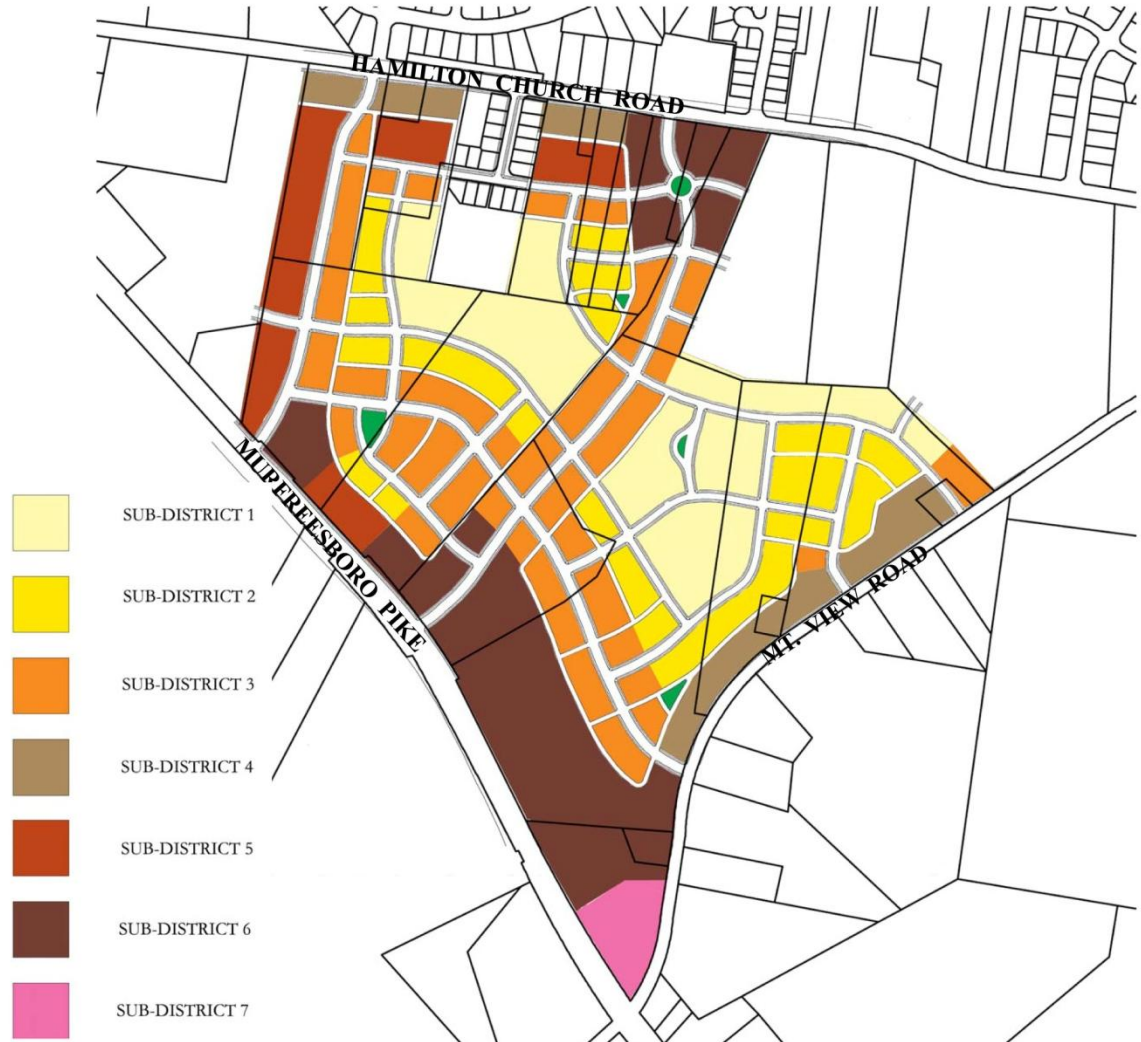 HAMILTON CHURCH ROAD
MUFEREESBORO PIKE
MT. VIEW ROAD
SUB-DISTRICT 1
SUB-DISTRICT 2
SUB-DISTRICT 3
SUB-DISTRICT 4
SUB-DISTRICT 5
SUB-DISTRICT 6
SUB-DISTRICT 7